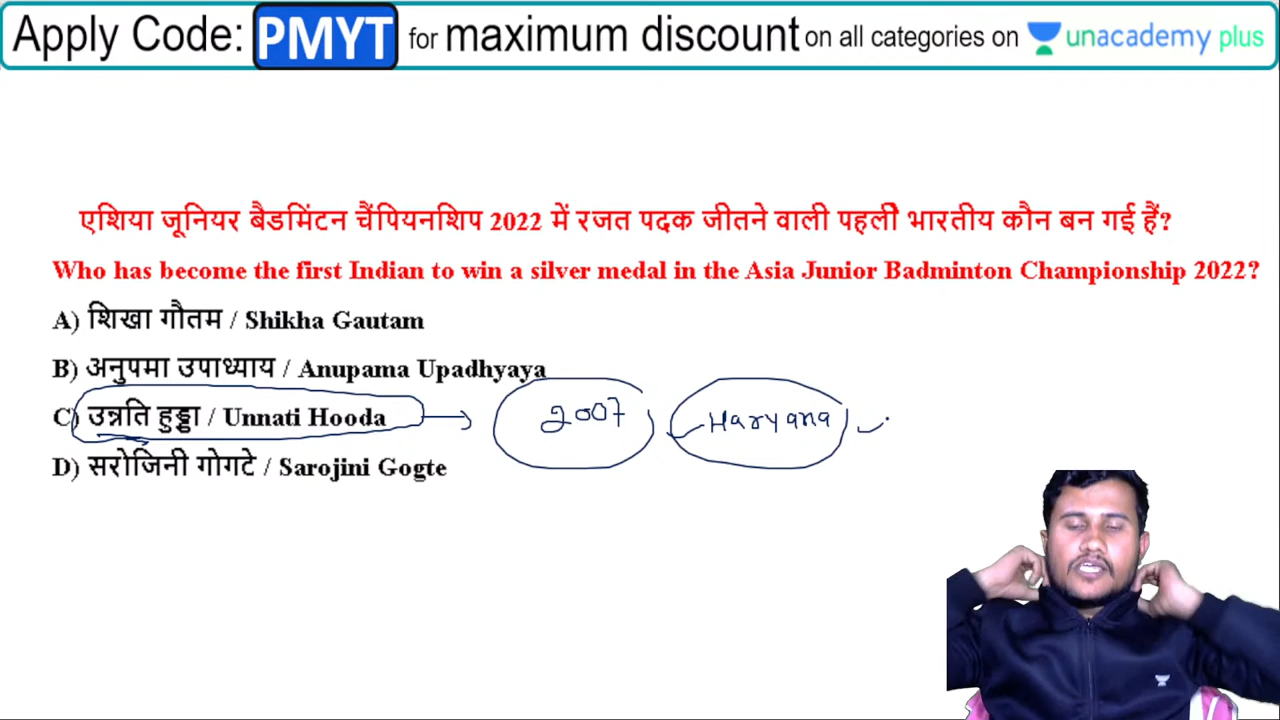 Apply Code: PMYT for maximum discount on all categories on unacademy plus
एशिया जूनियर बैडमिंटन चैंपियनशिप 2022 में रजत पदक जीतने वाली पहली भारतीय कौन बन गई हैं?
Who has become the first Indian to win a silver medal in the Asia Junior Badminton Championship 2022?
A) शिखा गौतम / Shikha Gautam
B) अनुपमा उपाध्याय / Anupama Upadhyaya
C) उन्नति हुड्डा / Unnati Hooda → 2007 Haryana
D) सरोजिनी गोगटे / Sarojini Gogte